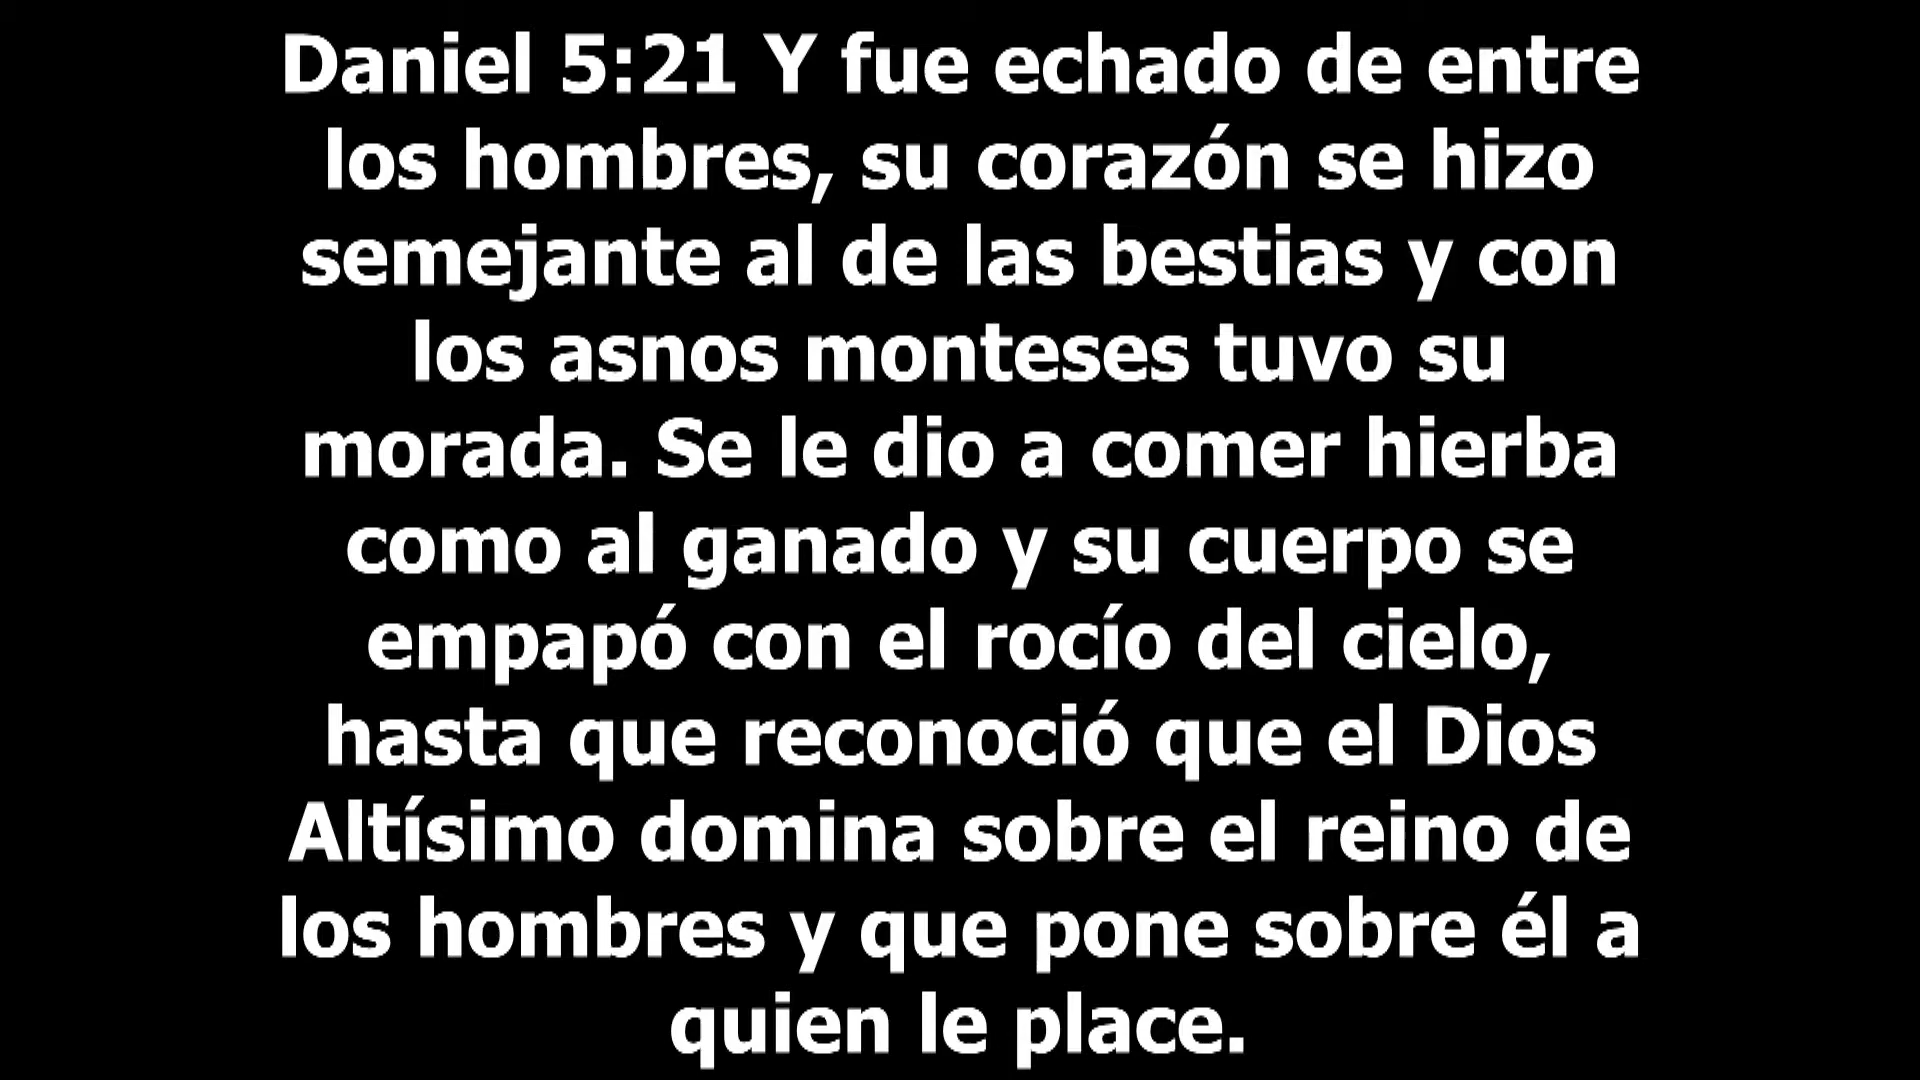 Daniel 5:21 Y fue echado de entre
los hombres, su corazón se hizo
semejante al de las bestias y con
los asnos monteses tuvo su
morada. Se le dio a comer hierba
como al ganado y su cuerpo se
empapó con el rocío del cielo,
hasta que reconoció que el Dios
Altísimo domina sobre el reino de
los hombres y que pone sobre él a
quien le place.